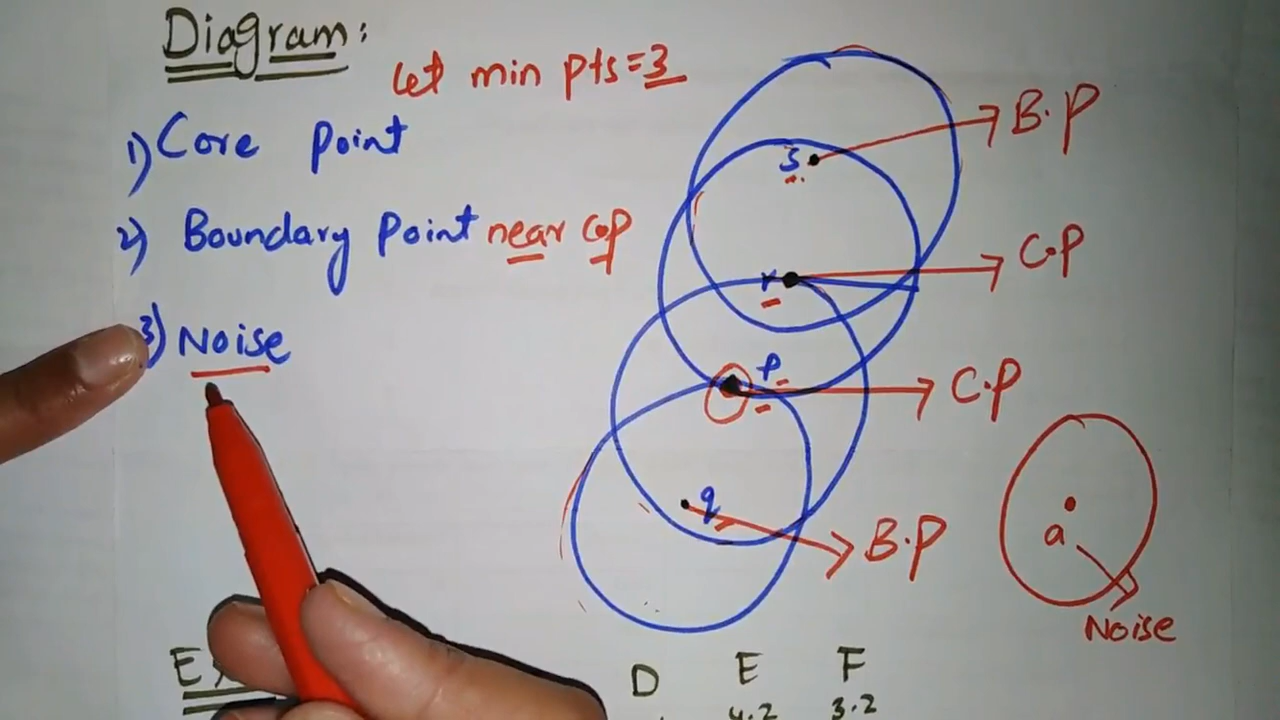 Diagram:
let min pts=3
1) Core point
2) Boundary point near cp
3) Noise
S
B.P
r
C.P
P
C.P
q
B.P
a
Noise
D E F
4.2 3.2